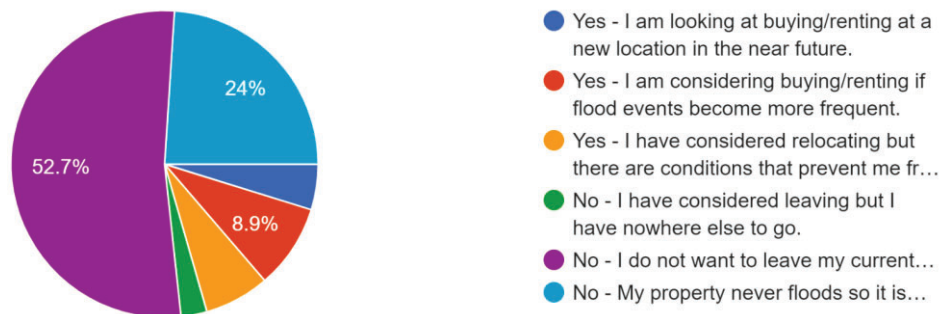 24%
52.7%
8.9%
Yes - I am looking at buying/renting at a
new location in the near future.
Yes - I am considering buying/renting if
flood events become more frequent.
Yes - I have considered relocating but
there are conditions that prevent me fr…
No - I have considered leaving but I
have nowhere else to go.
No - I do not want to leave my current…
No - My property never floods so it is…